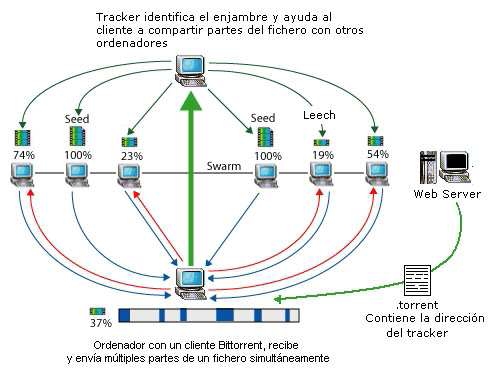 Tracker identifica el enjambre y ayuda al
cliente a compartir partes del fichero con otros
ordenadores
Seed
Seed
Leech
74%
100%
23%
100%
19%
54%
Swarm
Web Server
.torrent
Contiene la dirección
del tracker
37%
Ordenador con un cliente Bittorrent, recibe
y envía múltiples partes de un fichero simultáneamente